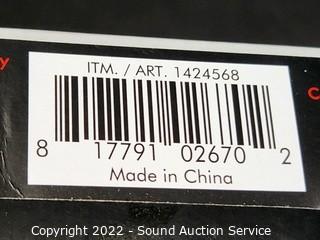 y
ITM. / ART. 1424568
C
8 17791 02670 2
Made in China
Copyright 2022 - Sound Auction Service